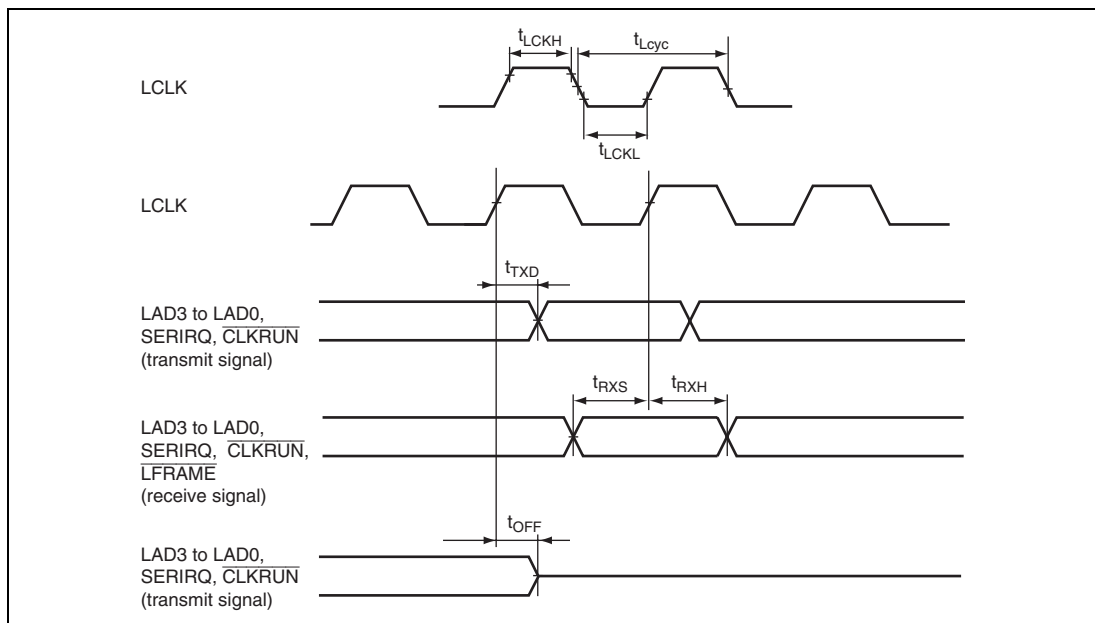 tLCKH
tLcyc
LCLK
tLCKL
LCLK
tTXD
LAD3 to LAD0,
SERIRQ, CLKRUN
(transmit signal)
tRXS
tRXH
LAD3 to LAD0,
SERIRQ, CLKRUN,
LFRAME
(receive signal)
tOFF
LAD3 to LAD0,
SERIRQ, CLKRUN
(transmit signal)